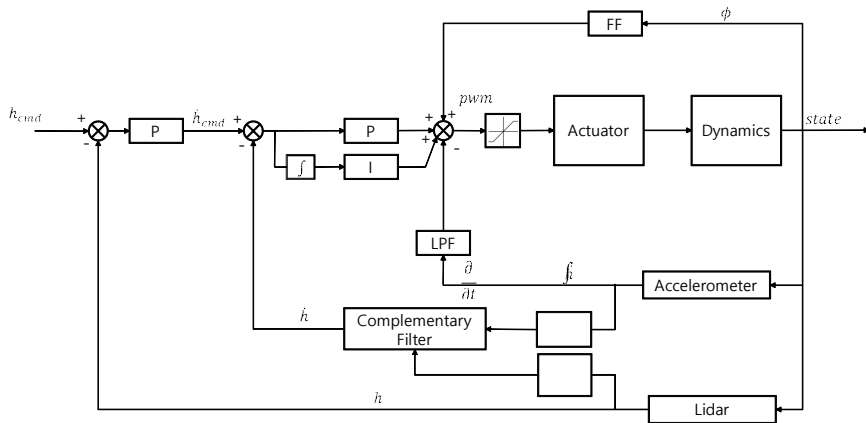 ϕ
FF
pwm
h_cmd
+
-
P
ḣ_cmd
+
-
P
+
+
+
-
Actuator
Dynamics
state
∫
I
LPF
∂
∂t
Accelerometer
ḣ
Complementary
Filter
h
Lidar